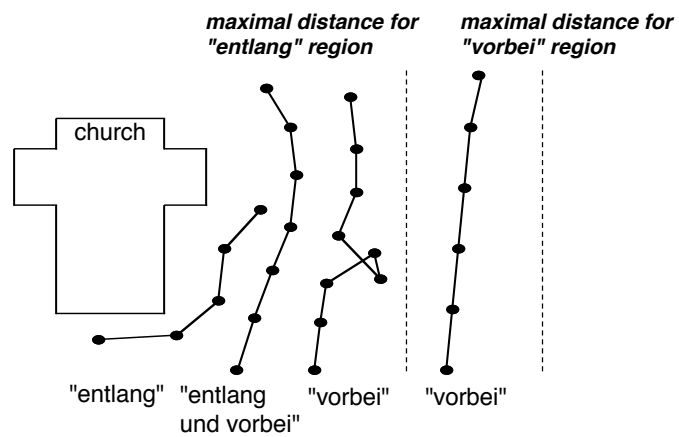 maximal distance for
"entlang" region
maximal distance for
"vorbei" region
church
"entlang"
"entlang
und vorbei"
"vorbei"
"vorbei"